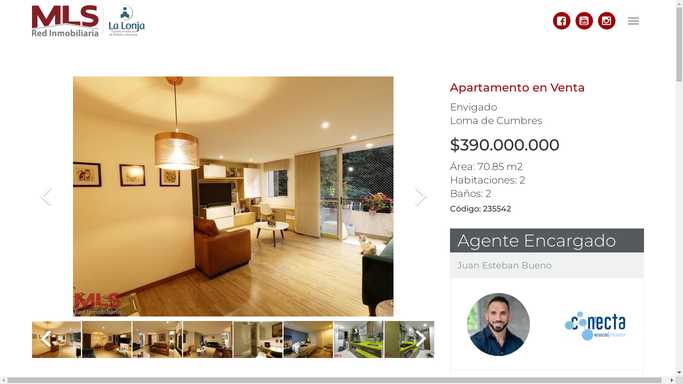 MLS
Red Inmobiliaria
La Lonja
Apartamento en Venta
Envigado
Loma de Cumbres
$390.000.000
Área: 70.85 m2
Habitaciones: 2
Baños: 2
Código: 235542
Agente Encargado
Juan Esteban Bueno
MLS
Red Inmobiliaria
conecta